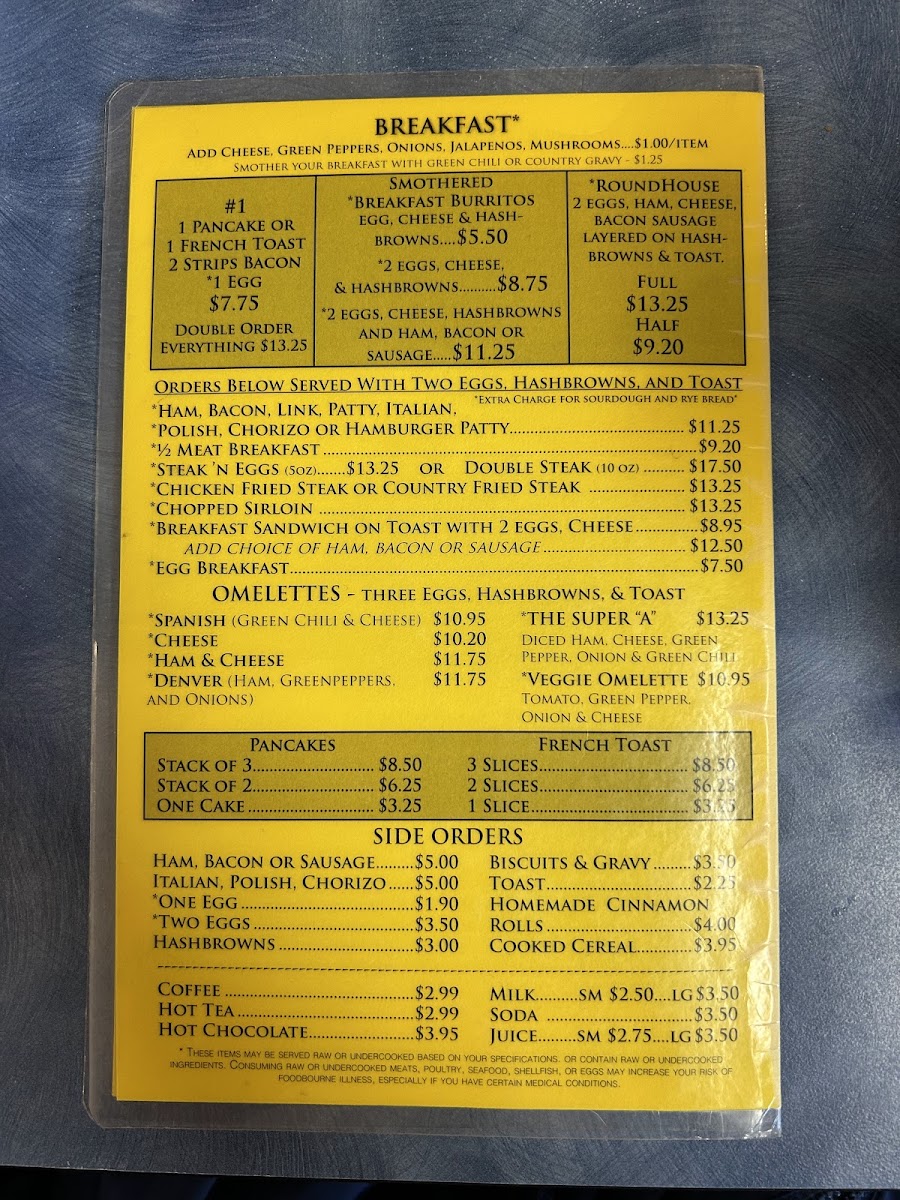 BREAKFAST*
ADD CHEESE, GREEN PEPPERS, ONIONS, JALAPENOS, MUSHROOMS....$1.00/ITEM
SMOTHER YOUR BREAKFAST WITH GREEN CHILI OR COUNTRY GRAVY - $1.25
#1
1 PANCAKE OR
1 FRENCH TOAST
2 STRIPS BACON
*1 EGG
$7.75
DOUBLE ORDER
EVERYTHING $13.25
SMOTHERED
*BREAKFAST BURRITOS
EGG, CHEESE & HASH-
BROWNS....$5.50
*2 EGGS, CHEESE,
& HASHBROWNS..........$8.75
*2 EGGS, CHEESE, HASHBROWNS
AND HAM, BACON OR
SAUSAGE.....$11.25
*ROUNDHOUSE
2 EGGS, HAM, CHEESE,
BACON SAUSAGE
LAYERED ON HASH-
BROWNS & TOAST.
FULL
$13.25
HALF
$9.20
ORDERS BELOW SERVED WITH TWO EGGS, HASHBROWNS, AND TOAST
*EXTRA CHARGE FOR SOURDOUGH AND RYE BREAD*
*HAM, BACON, LINK, PATTY, ITALIAN,
*POLISH, CHORIZO OR HAMBURGER PATTY.................................. $11.25
*½ MEAT BREAKFAST..........................................................................$9.20
*STEAK 'N EGGS (5OZ).......$13.25 OR DOUBLE STEAK (10 OZ) ........ $17.50
*CHICKEN FRIED STEAK OR COUNTRY FRIED STEAK ................... $13.25
*CHOPPED SIRLOIN ......................................................................... $13.25
*BREAKFAST SANDWICH ON TOAST WITH 2 EGGS, CHEESE.............$8.95
ADD CHOICE OF HAM, BACON OR SAUSAGE............................ $12.50
*EGG BREAKFAST.................................................................................$7.50
OMELETTES - THREE EGGS, HASHBROWNS, & TOAST
*SPANISH (GREEN CHILI & CHEESE) $10.95
*CHEESE $10.20
*HAM & CHEESE $11.75
*DENVER (HAM, GREENPEPPERS, $11.75
AND ONIONS)
*THE SUPER "A" $13.25
DICED HAM, CHEESE, GREEN
PEPPER, ONION & GREEN CHILI
*VEGGIE OMELETTE $10.95
TOMATO, GREEN PEPPER,
ONION & CHEESE
PANCAKES
STACK OF 3........................ $8.50
STACK OF 2........................ $6.25
ONE CAKE ......................... $3.25
FRENCH TOAST
3 SLICES.............................. $8.50
2 SLICES.............................. $6.25
1 SLICE................................ $3.25
SIDE ORDERS
HAM, BACON OR SAUSAGE.........$5.00
ITALIAN, POLISH, CHORIZO......$5.00
*ONE EGG ...................................$1.90
*TWO EGGS .................................$3.50
HASHBROWNS ...........................$3.00
BISCUITS & GRAVY.........$3.50
TOAST.............................$2.25
HOMEMADE CINNAMON
ROLLS .............................$4.00
COOKED CEREAL............$3.95
COFFEE ......................................$2.99
HOT TEA....................................$2.99
HOT CHOCOLATE.....................$3.95
MILK..........SM $2.50....LG $3.50
SODA .............................$3.50
JUICE.......SM $2.75....LG $3.50
* THESE ITEMS MAY BE SERVED RAW OR UNDERCOOKED BASED ON YOUR SPECIFICATIONS, OR CONTAIN RAW OR UNDERCOOKED
INGREDIENTS. CONSUMING RAW OR UNDERCOOKED MEATS, POULTRY, SEAFOOD, SHELLFISH, OR EGGS MAY INCREASE YOUR RISK OF
FOODBOURNE ILLNESS, ESPECIALLY IF YOU HAVE CERTAIN MEDICAL CONDITIONS.